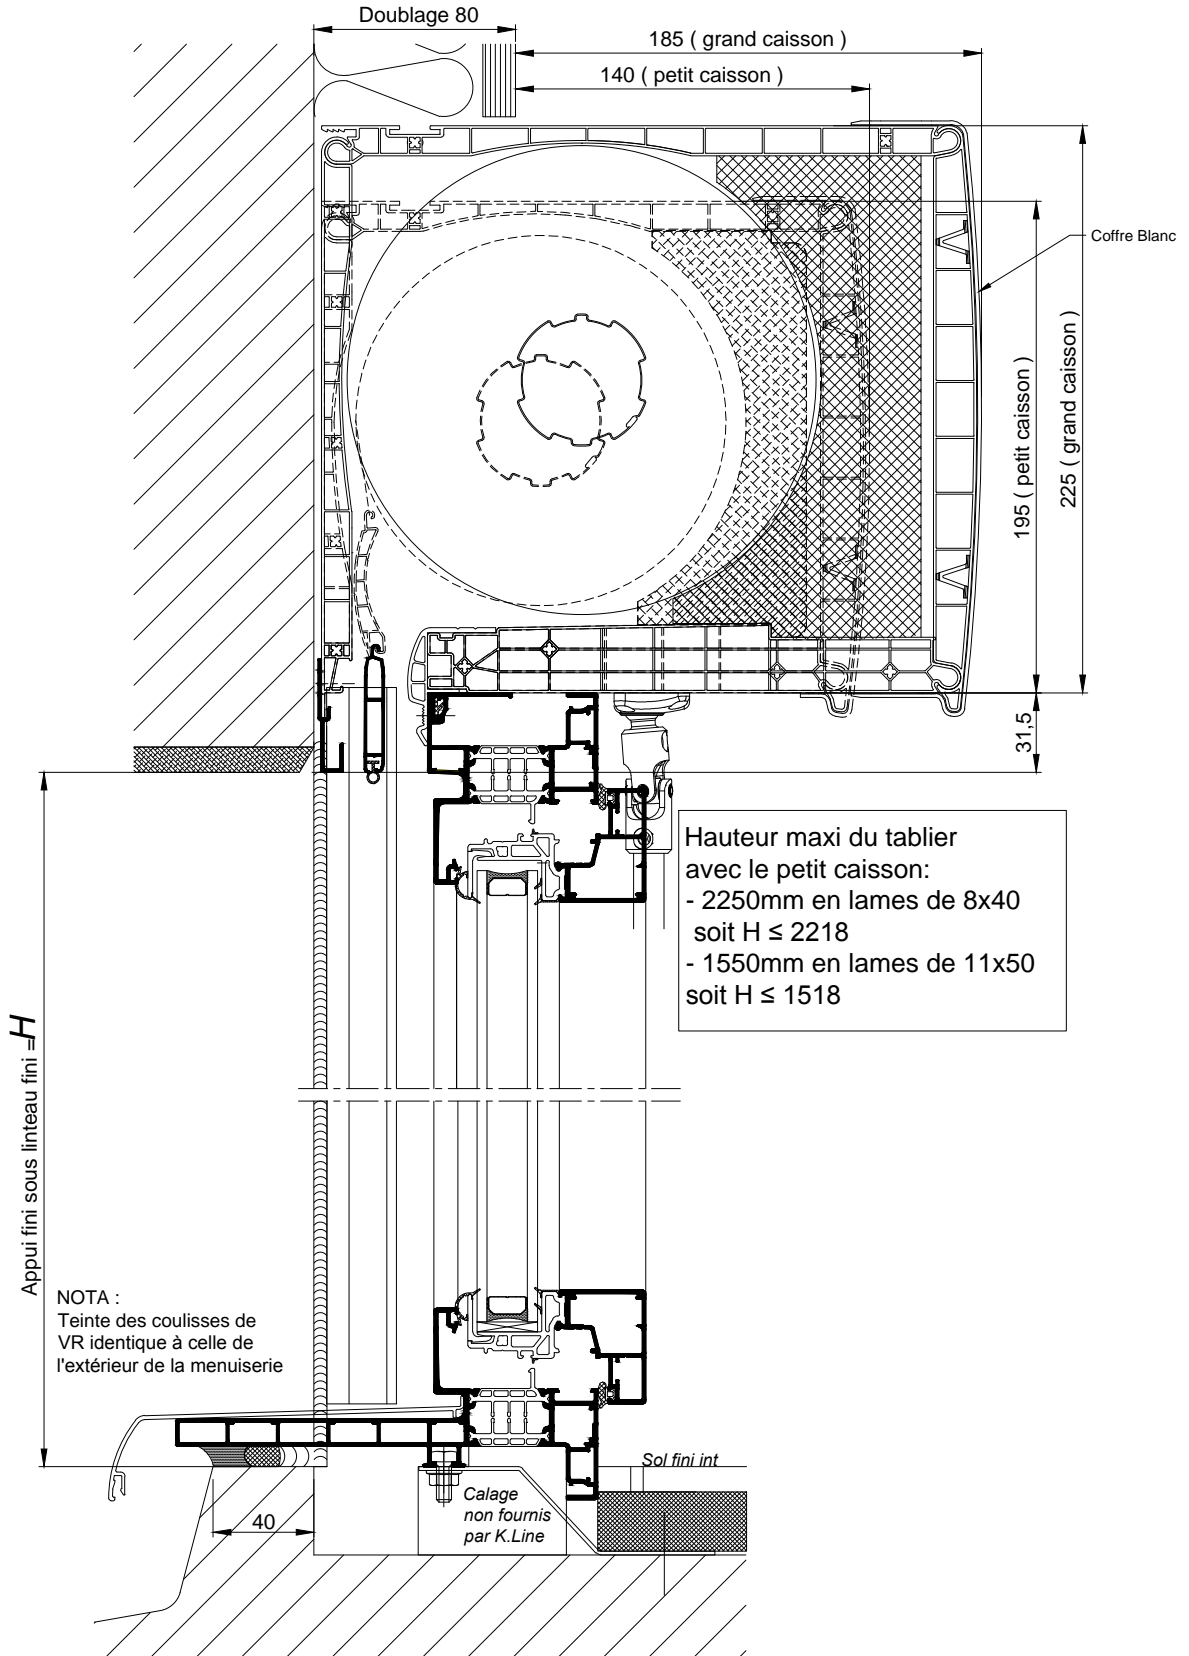 Doublage 80
185 ( grand caisson )
140 ( petit caisson )
Coffre Blanc
195 ( petit caisson )
225 ( grand caisson )
31,5
Hauteur maxi du tablier
avec le petit caisson:
- 2250mm en lames de 8x40
soit H ≤ 2218
- 1550mm en lames de 11x50
soit H ≤ 1518
Appui fini sous linteau fini =H
NOTA :
Teinte des coulisses de
VR identique à celle de
l'extérieur de la menuiserie
Sol fini int
40
Calage
non fournis
par K.Line